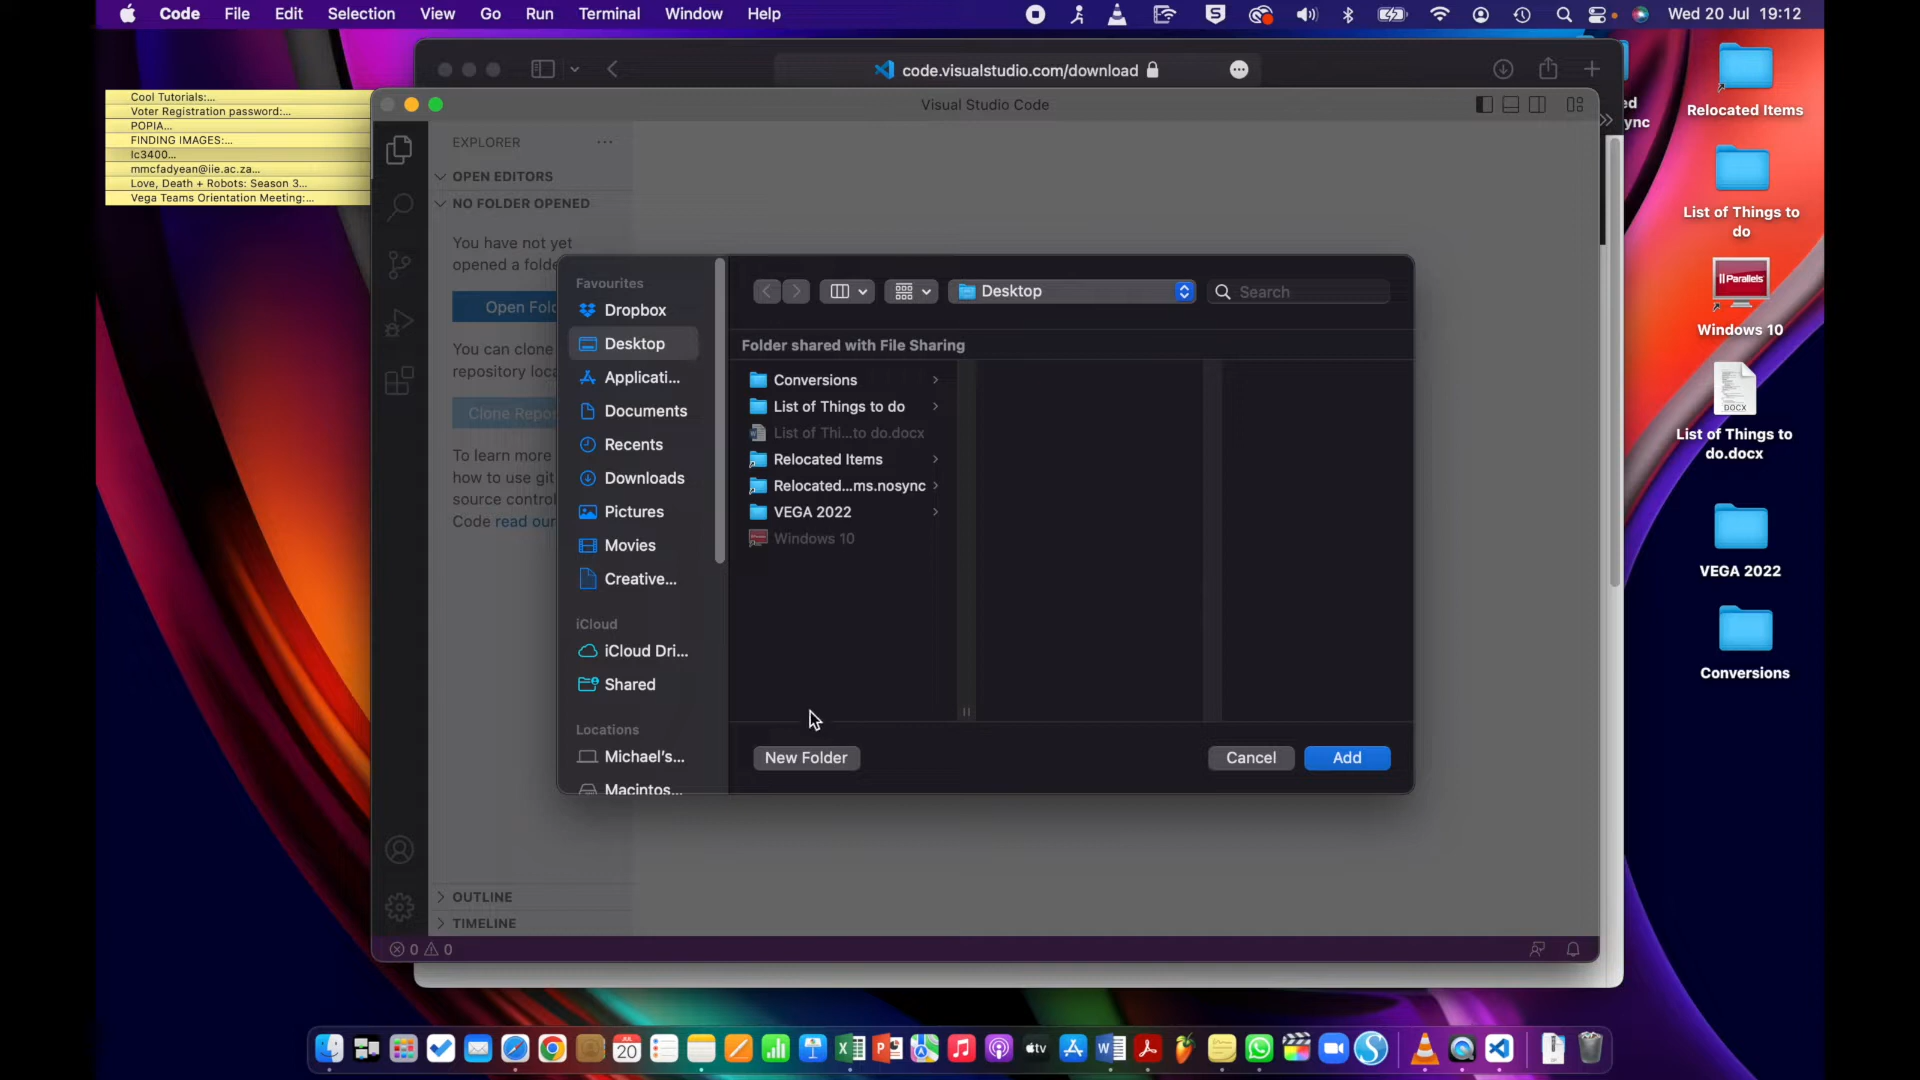 Code File Edit Selection View Go Run Terminal Window Help Wed 20 Jul 19:12
code.visualstudio.com/download
Visual Studio Code
Cool Tutorials:...
Voter Registration password:...
POPIA...
FINDING IMAGES:...
lc3400...
mmcfadyean@iie.ac.za...
Love, Death + Robots: Season 3...
Vega Teams Orientation Meeting:...
EXPLORER
OPEN EDITORS
NO FOLDER OPENED
You have not yet
opened a folde
Open Fol
You can clone
repository loca
Clone Repo
To learn more
how to use git
source control
Code read our
OUTLINE
TIMELINE
0 0
Favourites
Dropbox
Desktop
Applicati...
Documents
Recents
Downloads
Pictures
Movies
Creative...
iCloud
iCloud Dri...
Shared
Locations
Michael's...
Macintos...
Desktop
Search
Folder shared with File Sharing
Conversions
List of Things to do
List of Thi...to do.docx
Relocated Items
Relocated...ms.nosync
VEGA 2022
Windows 10
New Folder
Cancel
Add
ed
ync
Relocated Items
List of Things to
do
Parallels
Windows 10
DOCX
List of Things to
do.docx
VEGA 2022
Conversions
JUL
20
tv